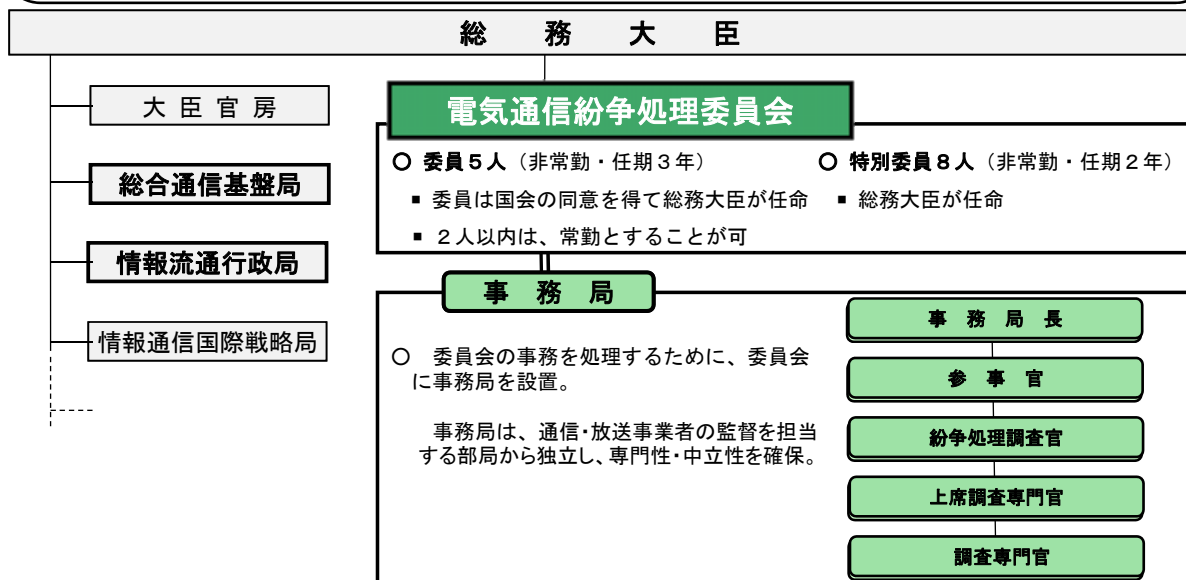 総 務 大 臣
大 臣 官 房
総合通信基盤局
情報流通行政局
情報通信国際戦略局
電気通信紛争処理委員会
○ 委員5人（非常勤・任期3年）
▪ 委員は国会の同意を得て総務大臣が任命
▪ 2人以内は、常勤とすることが可
○ 特別委員8人（非常勤・任期2年）
▪ 総務大臣が任命
事 務 局
○ 委員会の事務を処理するために、委員会
に事務局を設置。
事務局は、通信・放送事業者の監督を担当
する部局から独立し、専門性・中立性を確保。
事 務 局 長
参 事 官
紛争処理調査官
上席調査専門官
調査専門官